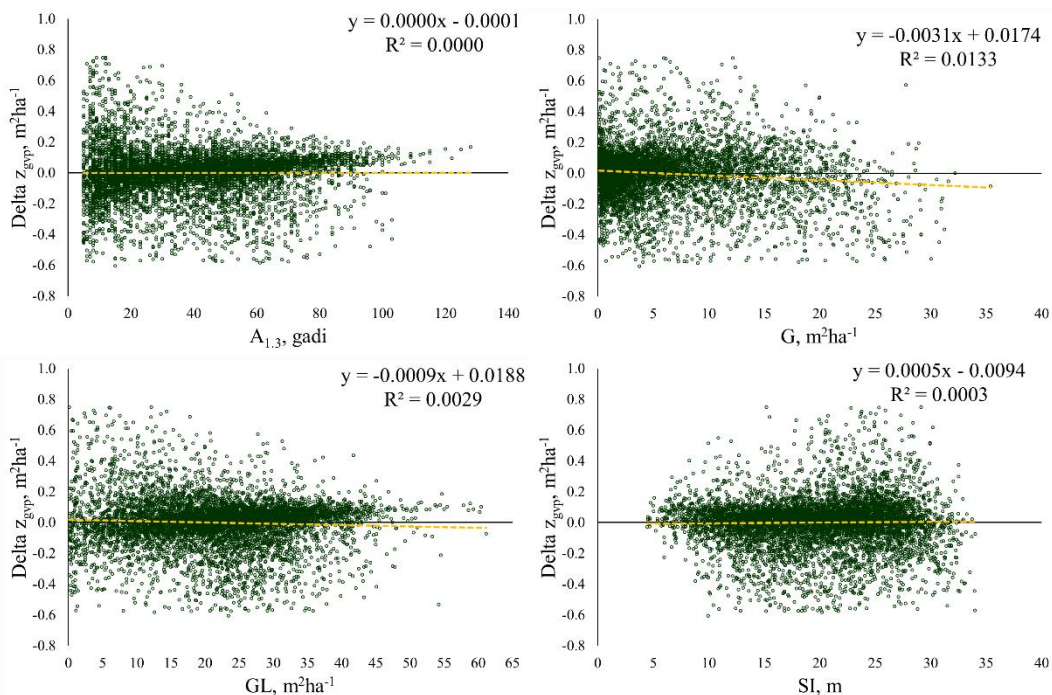 y = 0.0000x - 0.0001
R² = 0.0000
Delta z_gvp, m²ha⁻¹
1.0
0.8
0.6
0.4
0.2
0.0
-0.2
-0.4
-0.6
-0.8
0 20 40 60 80 100 120 140
A_1.3, gadi
y = -0.0031x + 0.0174
R² = 0.0133
Delta z_gvp, m²ha⁻¹
1.0
0.8
0.6
0.4
0.2
0.0
-0.2
-0.4
-0.6
-0.8
0 5 10 15 20 25 30 35 40
G, m²ha⁻¹
y = -0.0009x + 0.0188
R² = 0.0029
Delta z_gvp, m²ha⁻¹
1.0
0.8
0.6
0.4
0.2
0.0
-0.2
-0.4
-0.6
-0.8
0 5 10 15 20 25 30 35 40 45 50 55 60 65
GL, m²ha⁻¹
y = 0.0005x - 0.0094
R² = 0.0003
Delta z_gvp, m²ha⁻¹
1.0
0.8
0.6
0.4
0.2
0.0
-0.2
-0.4
-0.6
-0.8
0 5 10 15 20 25 30 35 40
SI, m